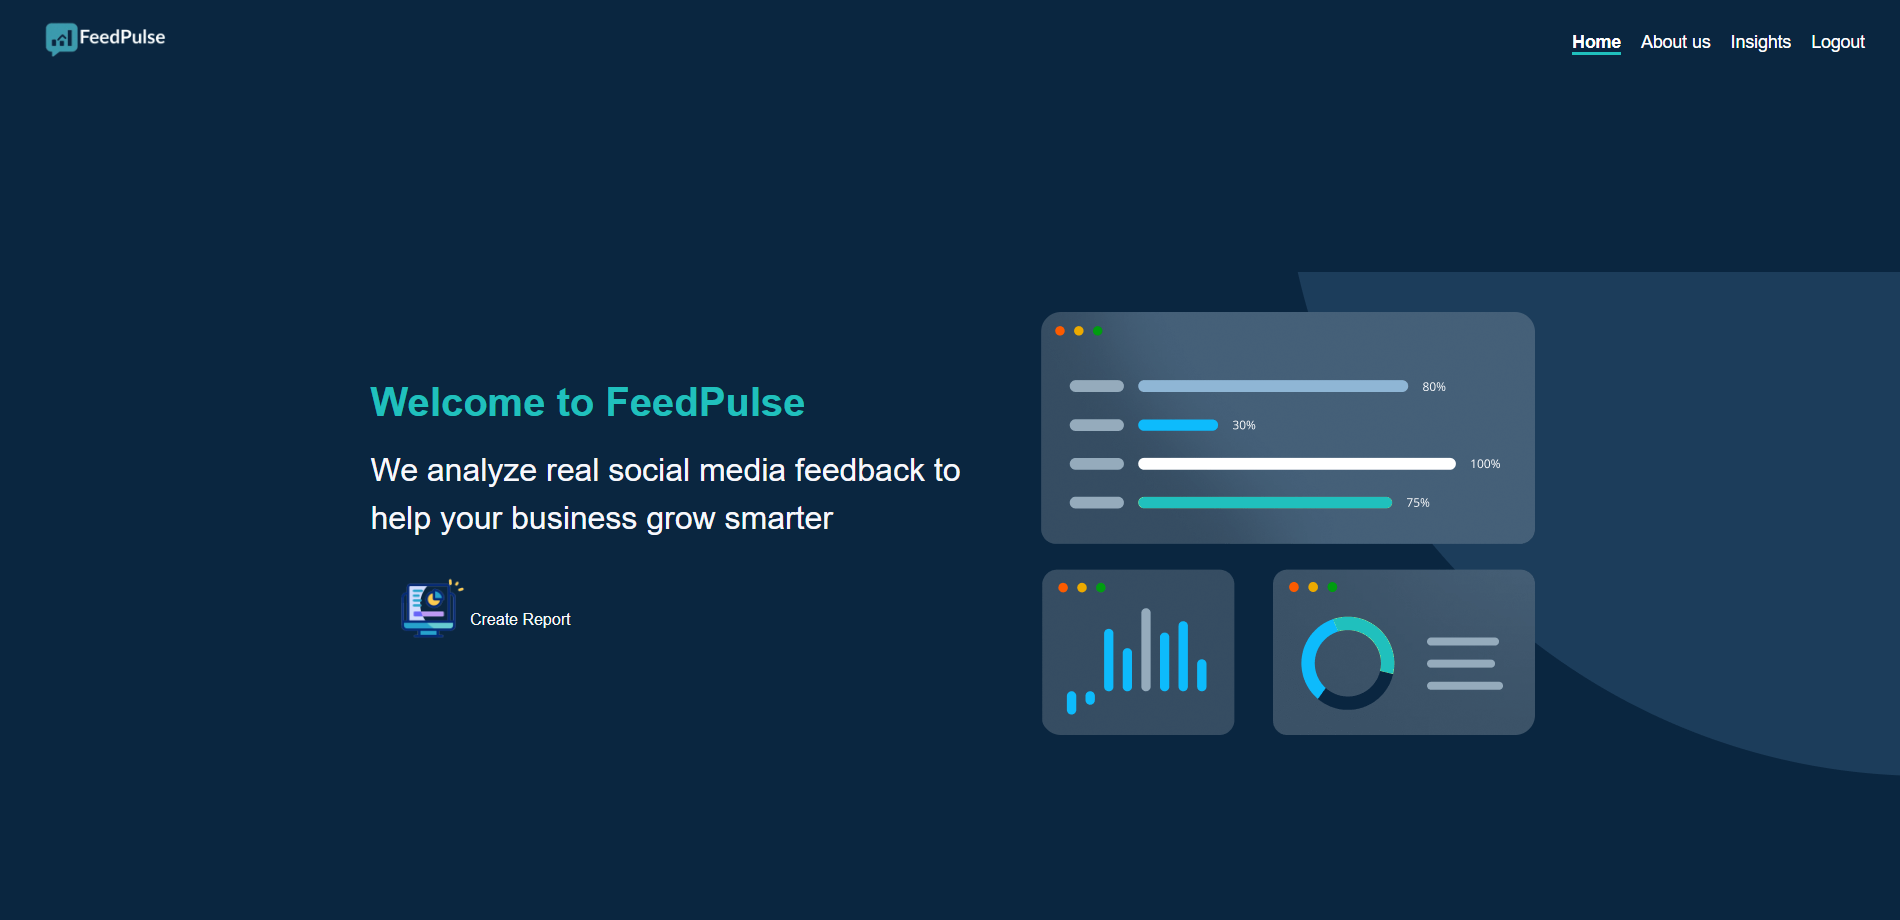 FeedPulse
Home About us Insights Logout
Welcome to FeedPulse
We analyze real social media feedback to
help your business grow smarter
Create Report
80%
30%
100%
75%